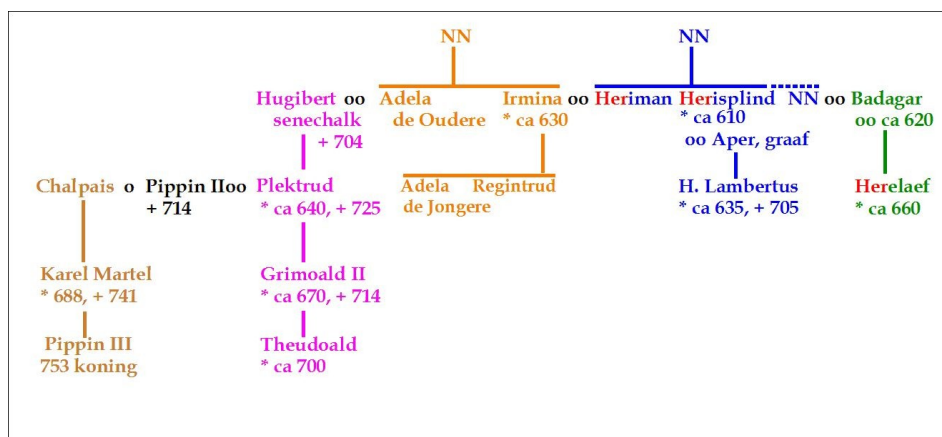 NN NN
Hugibert oo Adela Irmina oo Heriman Herisplind NN oo Badagar
senechalk de Oudere * ca 630 * ca 610 oo ca 620
+ 704 oo Aper, graaf
Chalpais o Pippin IIoo Plektrud Adela Regintrud H. Lambertus Herelaef
+ 714 * ca 640, + 725 de Jongere * ca 635, + 705 * ca 660
Karel Martel Grimoald II
* 688, + 741 * ca 670, + 714
Pippin III Theudoald
753 koning * ca 700